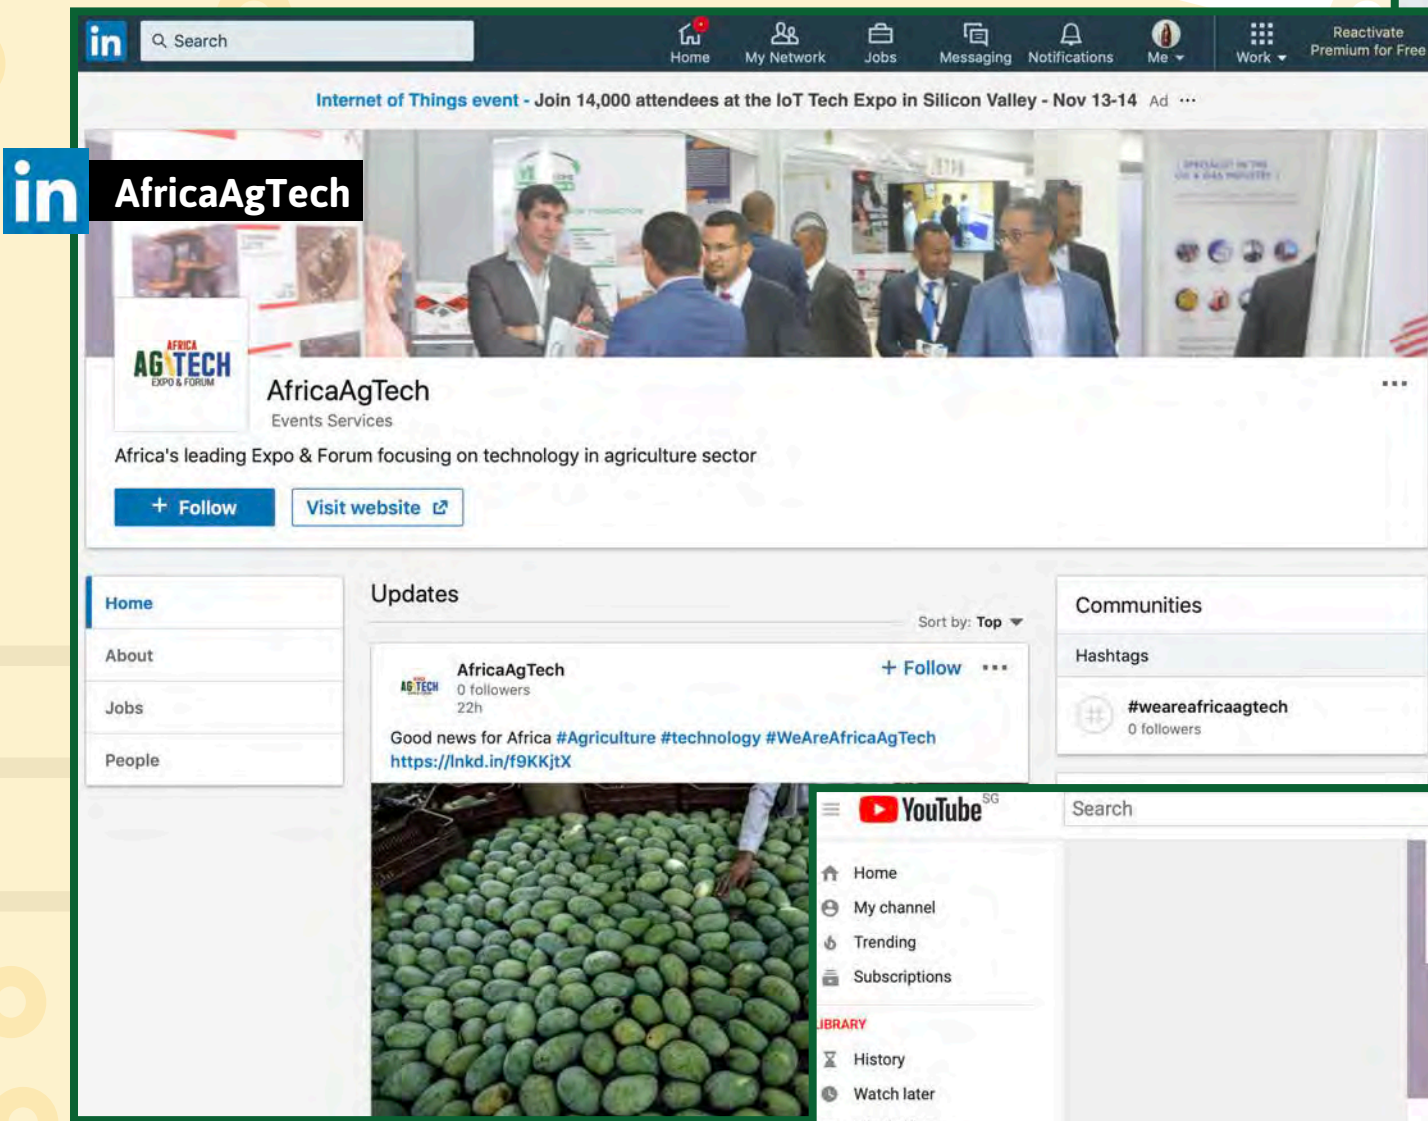 in
Search
Home
My Network
Jobs
Messaging
Notifications
Me
Work
Reactivate
Premium for Free
Internet of Things event - Join 14,000 attendees at the IoT Tech Expo in Silicon Valley - Nov 13-14 Ad ...
in AfricaAgTech
AFRICA
AGTECH
EXPO & FORUM
AfricaAgTech
Events Services
Africa's leading Expo & Forum focusing on technology in agriculture sector
+ Follow
Visit website
Home
About
Jobs
People
Updates
Sort by: Top
AGTECH
AfricaAgTech
0 followers
22h
+ Follow ...
Good news for Africa #Agriculture #technology #WeAreAfricaAgTech
https://lnkd.in/f9KKjtX
Communities
Hashtags
#weareafricaagtech
0 followers
YouTube SG
Search
Home
My channel
Trending
Subscriptions
LIBRARY
History
Watch later